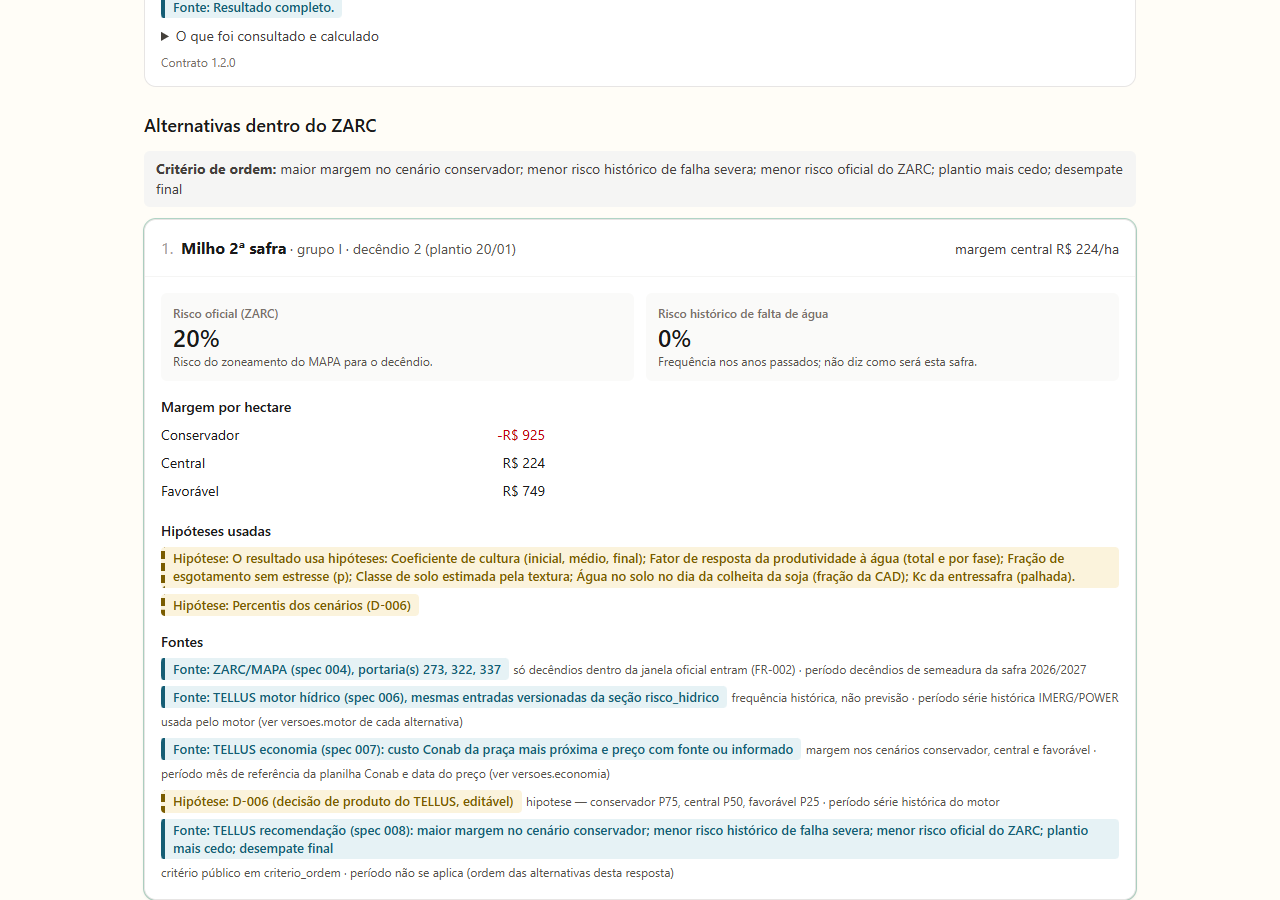 Fonte: Resultado completo.
▶ O que foi consultado e calculado
Contrato 1.2.0
Alternativas dentro do ZARC
Critério de ordem: maior margem no cenário conservador; menor risco histórico de falha severa; menor risco oficial do ZARC; plantio mais cedo; desempate
final
1. Milho 2ª safra · grupo I · decêndio 2 (plantio 20/01)
margem central R$ 224/ha
Risco oficial (ZARC)
20%
Risco do zoneamento do MAPA para o decêndio.
Risco histórico de falta de água
0%
Frequência nos anos passados; não diz como será esta safra.
Margem por hectare
Conservador -R$ 925
Central R$ 224
Favorável R$ 749
Hipóteses usadas
Hipótese: O resultado usa hipóteses: Coeficiente de cultura (inicial, médio, final); Fator de resposta da produtividade à água (total e por fase); Fração de
esgotamento sem estresse (p); Classe de solo estimada pela textura; Água no solo no dia da colheita da soja (fração da CAD); Kc da entressafra (palhada).
Hipótese: Percentis dos cenários (D-006)
Fontes
Fonte: ZARC/MAPA (spec 004), portaria(s) 273, 322, 337 só decêndios dentro da janela oficial entram (FR-002) · período decêndios de semeadura da safra 2026/2027
Fonte: TELLUS motor hídrico (spec 006), mesmas entradas versionadas da seção risco_hidrico frequência histórica, não previsão · período série histórica IMERG/POWER
usada pelo motor (ver versoes.motor de cada alternativa)
Fonte: TELLUS economia (spec 007): custo Conab da praça mais próxima e preço com fonte ou informado margem nos cenários conservador, central e favorável ·
período mês de referência da planilha Conab e data do preço (ver versoes.economia)
Hipótese: D-006 (decisão de produto do TELLUS, editável) hipotese — conservador P75, central P50, favorável P25 · período série histórica do motor
Fonte: TELLUS recomendação (spec 008): maior margem no cenário conservador; menor risco histórico de falha severa; menor risco oficial do ZARC; plantio
mais cedo; desempate final
critério público em criterio_ordem · período não se aplica (ordem das alternativas desta resposta)